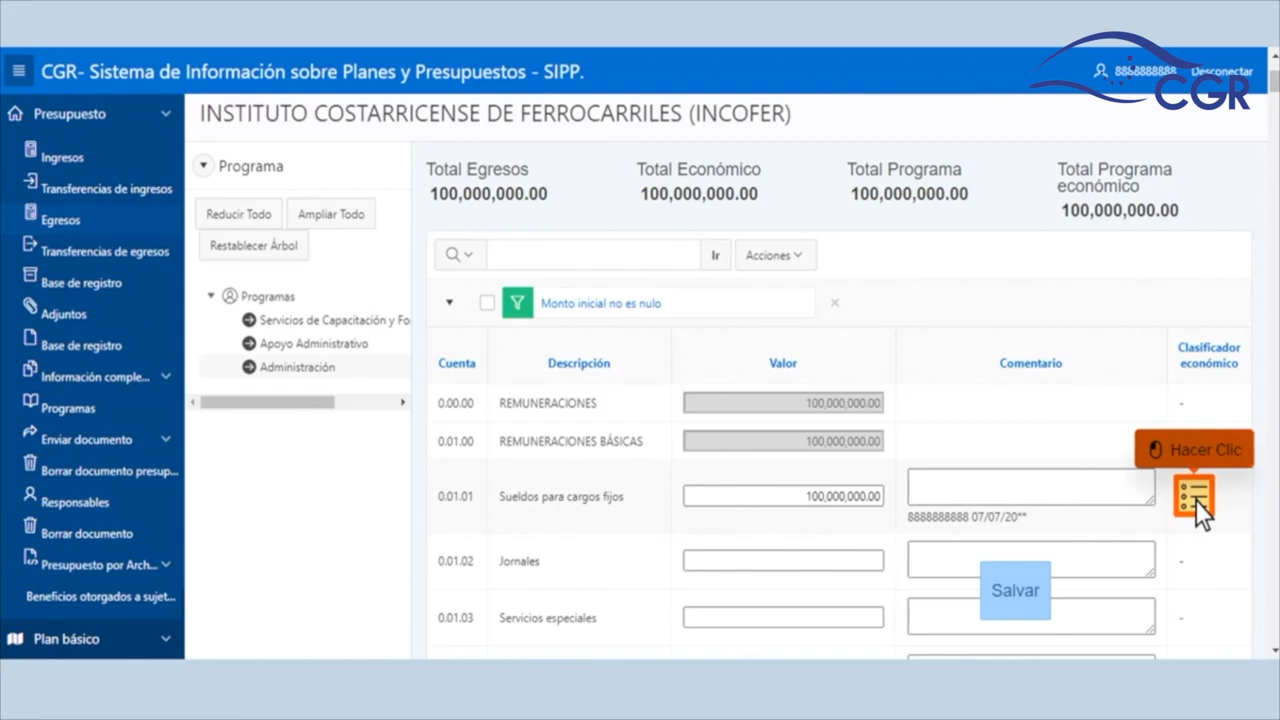 CGR- Sistema de Información sobre Planes y Presupuestos - SIPP.
8888888888
Desconectar
CGR
Presupuesto
Ingresos
Transferencias de ingresos
Egresos
Transferencias de egresos
Base de registro
Adjuntos
Base de registro
Información comple...
Programas
Enviar documento
Borrar documento presup...
Responsables
Borrar documento
Presupuesto por Arch...
Beneficios otorgados a sujet...
Plan básico
INSTITUTO COSTARRICENSE DE FERROCARRILES (INCOFER)
Programa
Reducir Todo
Ampliar Todo
Restablecer Árbol
Programas
Servicios de Capacitación y Fo
Apoyo Administrativo
Administración
Total Egresos
100,000,000.00
Total Económico
100,000,000.00
Total Programa
100,000,000.00
Total Programa
económico
100,000,000.00
Ir
Acciones
Monto inicial no es nulo
Cuenta Descripción Valor Comentario Clasificador
económico
0.00.00 REMUNERACIONES 100,000,000.00 -
0.01.00 REMUNERACIONES BÁSICAS 100,000,000.00
Hacer Clic
0.01.01 Sueldos para cargos fijos 100,000,000.00
8888888888 07/07/20**
0.01.02 Jornales -
Salvar
0.01.03 Servicios especiales -